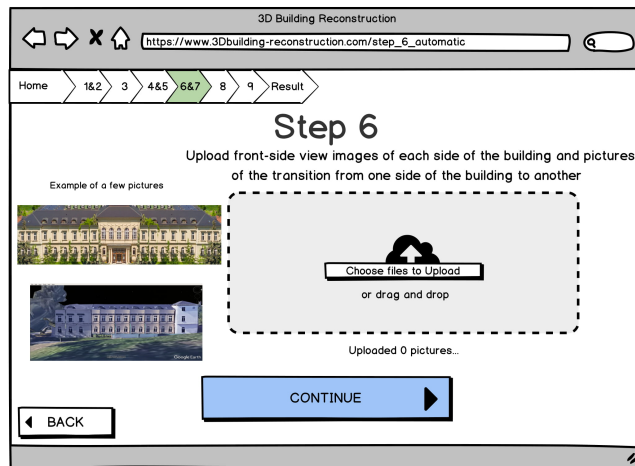 3D Building Reconstruction
https://www.3Dbuilding-reconstruction.com/step_6_automatic
Home 1&2 3 4&5 6&7 8 9 Result
Step 6
Upload front-side view images of each side of the building and pictures
of the transition from one side of the building to another
Example of a few pictures
Choose files to Upload
or drag and drop
Google Earth
Uploaded 0 pictures...
CONTINUE
BACK